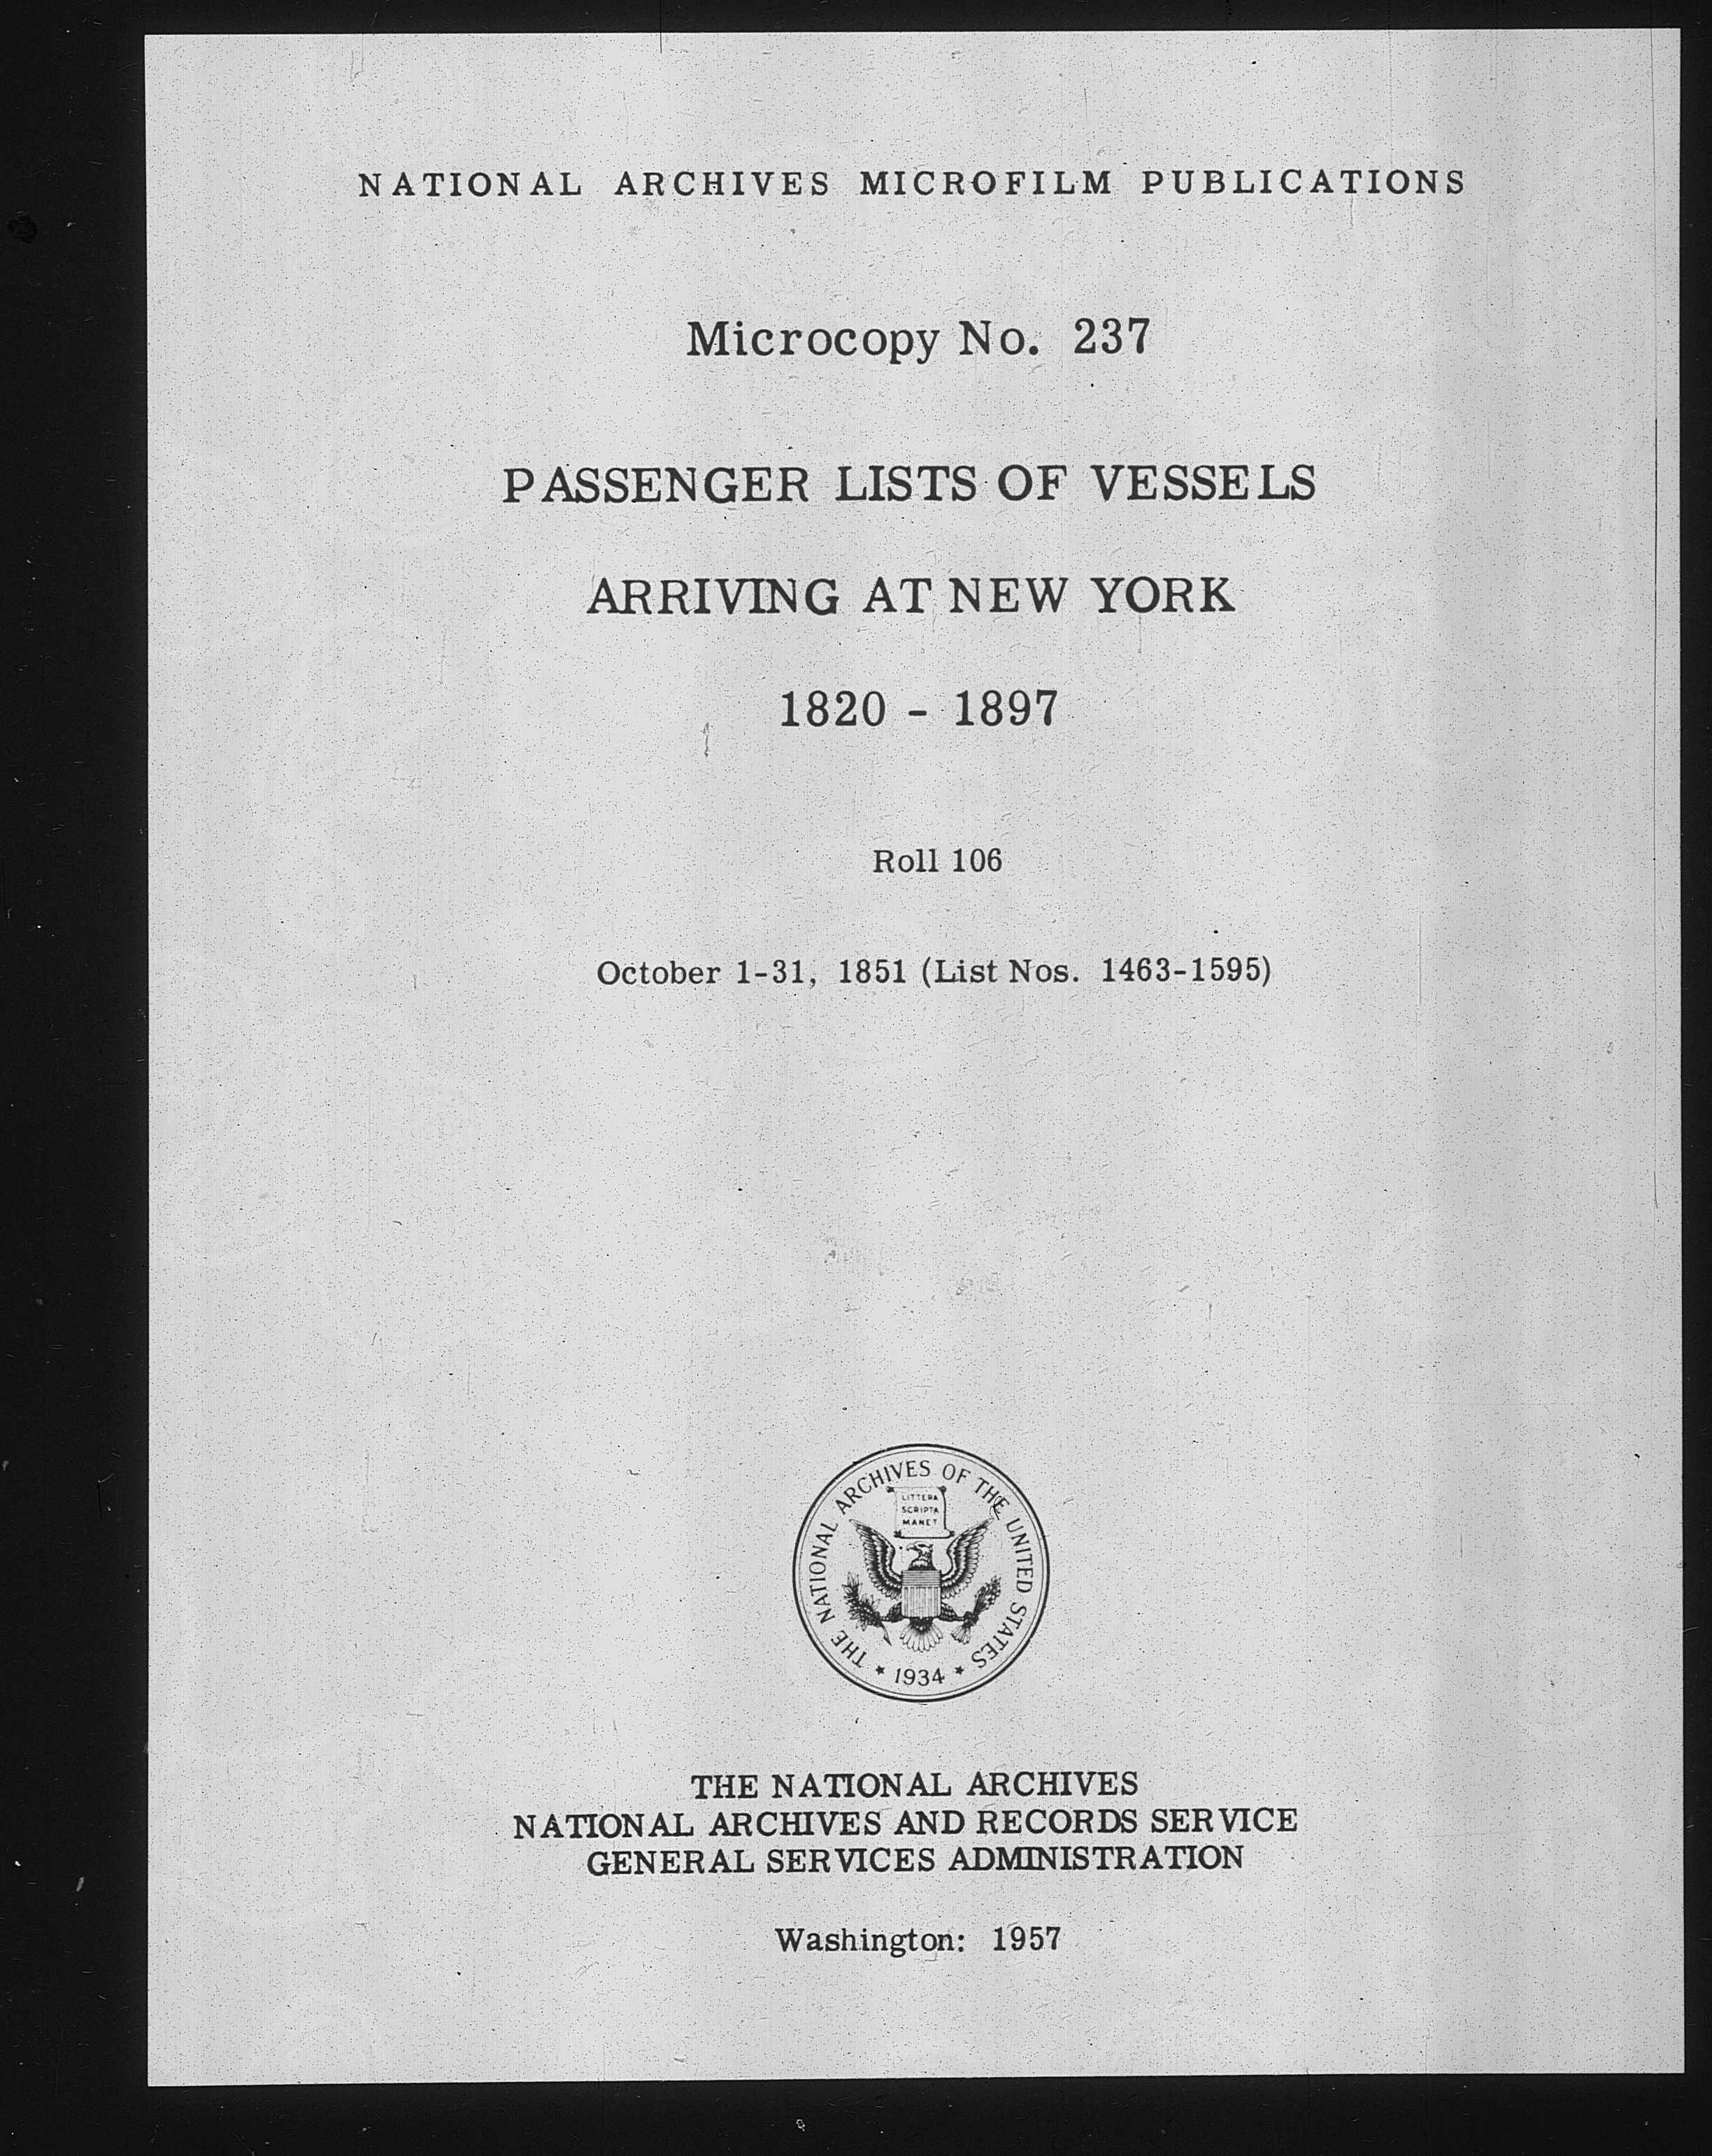 NATIONAL ARCHIVES MICROFILM PUBLICATIONS
Microcopy No. 237
PASSENGER LISTS OF VESSELS
ARRIVING AT NEW YORK
1820 - 1897
Roll 106
October 1-31, 1851 (List Nos. 1463-1595)
THE NATIONAL ARCHIVES OF THE UNITED STATES
LITTERA
SCRIPTA
MANET
★ 1934 ★
THE NATIONAL ARCHIVES
NATIONAL ARCHIVES AND RECORDS SERVICE
GENERAL SERVICES ADMINISTRATION
Washington: 1957